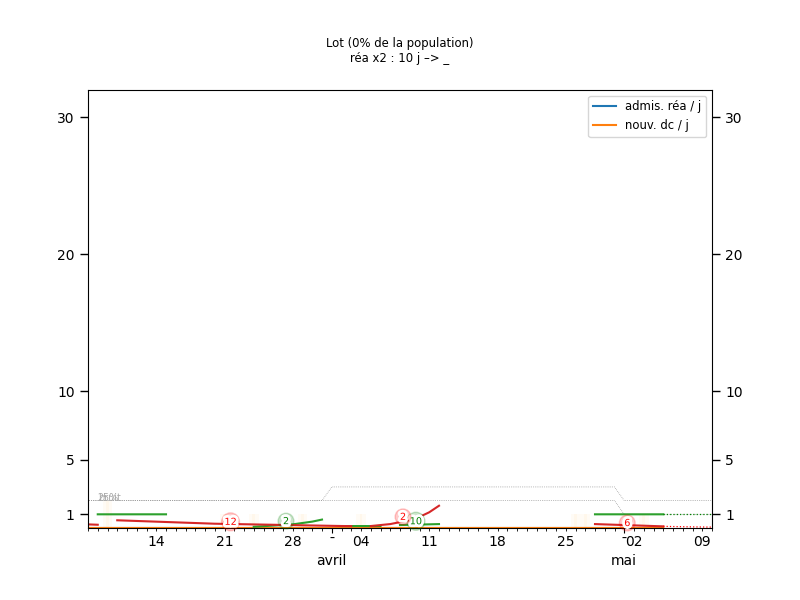 Lot (0% de la population)
réa x2 : 10 j –> _
admis. réa / j
nouv. dc / j
30 30
20 20
10 10
5 5
1 1
12 2 2 10 6
14 21 28 - 04 11 18 25 - 02 09
avril mai